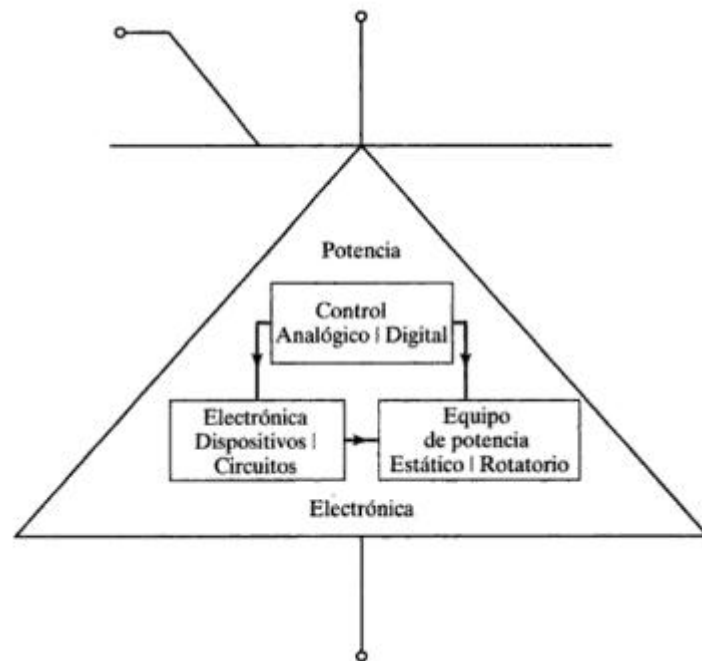 Potencia
Control
Analógico | Digital
Electrónica
Dispositivos |
Circuitos
Equipo
de potencia
Estático | Rotatorio
Electrónica